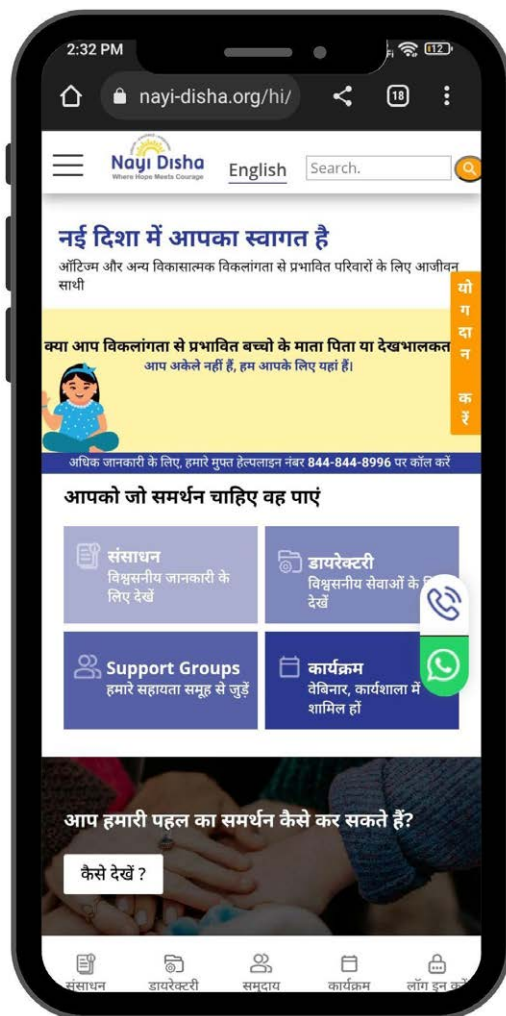 2:32 PM
12
nayi-disha.org/hi/
18
Nayi Disha
Where Hope Meets Courage
English
Search.
नई दिशा में आपका स्वागत है
ऑटिज्म और अन्य विकासात्मक विकलांगता से प्रभावित परिवारों के लिए आजीवन
साथी
योगदान करें
क्या आप विकलांगता से प्रभावित बच्चो के माता पिता या देखभालकत
आप अकेले नहीं हैं, हम आपके लिए यहां हैं।
अधिक जानकारी के लिए, हमारे मुफ्त हेल्पलाइन नंबर 844-844-8996 पर कॉल करें
आपको जो समर्थन चाहिए वह पाएं
संसाधन
विश्वसनीय जानकारी के
लिए देखें
डायरेक्टरी
विश्वसनीय सेवाओं के
देखें
Support Groups
हमारे सहायता समूह से जुड़ें
कार्यक्रम
वेबिनार, कार्यशाला में
शामिल हों
आप हमारी पहल का समर्थन कैसे कर सकते हैं?
कैसे देखें ?
संसाधन
डायरेक्टरी
समुदाय
कार्यक्रम
लॉग इन करें